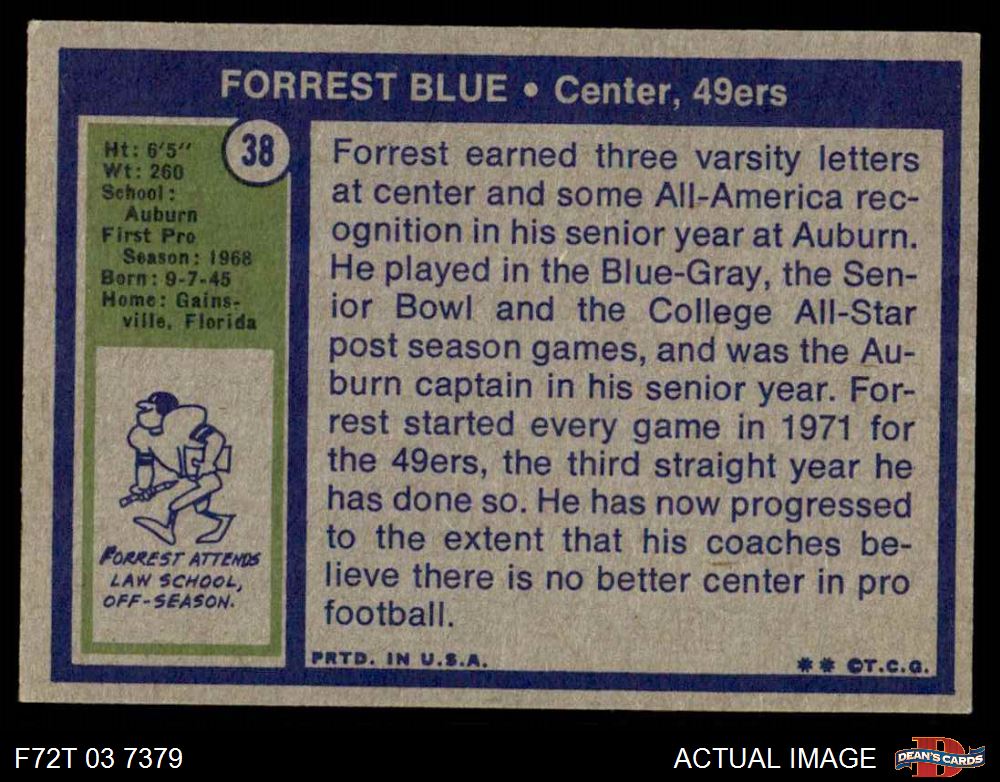 FORREST BLUE • Center, 49ers
38
Ht: 6'5"
Wt: 260
School:
Auburn
First Pro
Season: 1968
Born: 9-7-45
Home: Gains-
ville, Florida
FORREST ATTENDS
LAW SCHOOL,
OFF-SEASON.
Forrest earned three varsity letters
at center and some All-America rec-
ognition in his senior year at Auburn.
He played in the Blue-Gray, the Sen-
ior Bowl and the College All-Star
post season games, and was the Au-
burn captain in his senior year. For-
rest started every game in 1971 for
the 49ers, the third straight year he
has done so. He has now progressed
to the extent that his coaches be-
lieve there is no better center in pro
football.
PRTD. IN U.S.A.
** ©T.C.G.
F72T 03 7379
ACTUAL IMAGE
D
DEAN'S CARDS